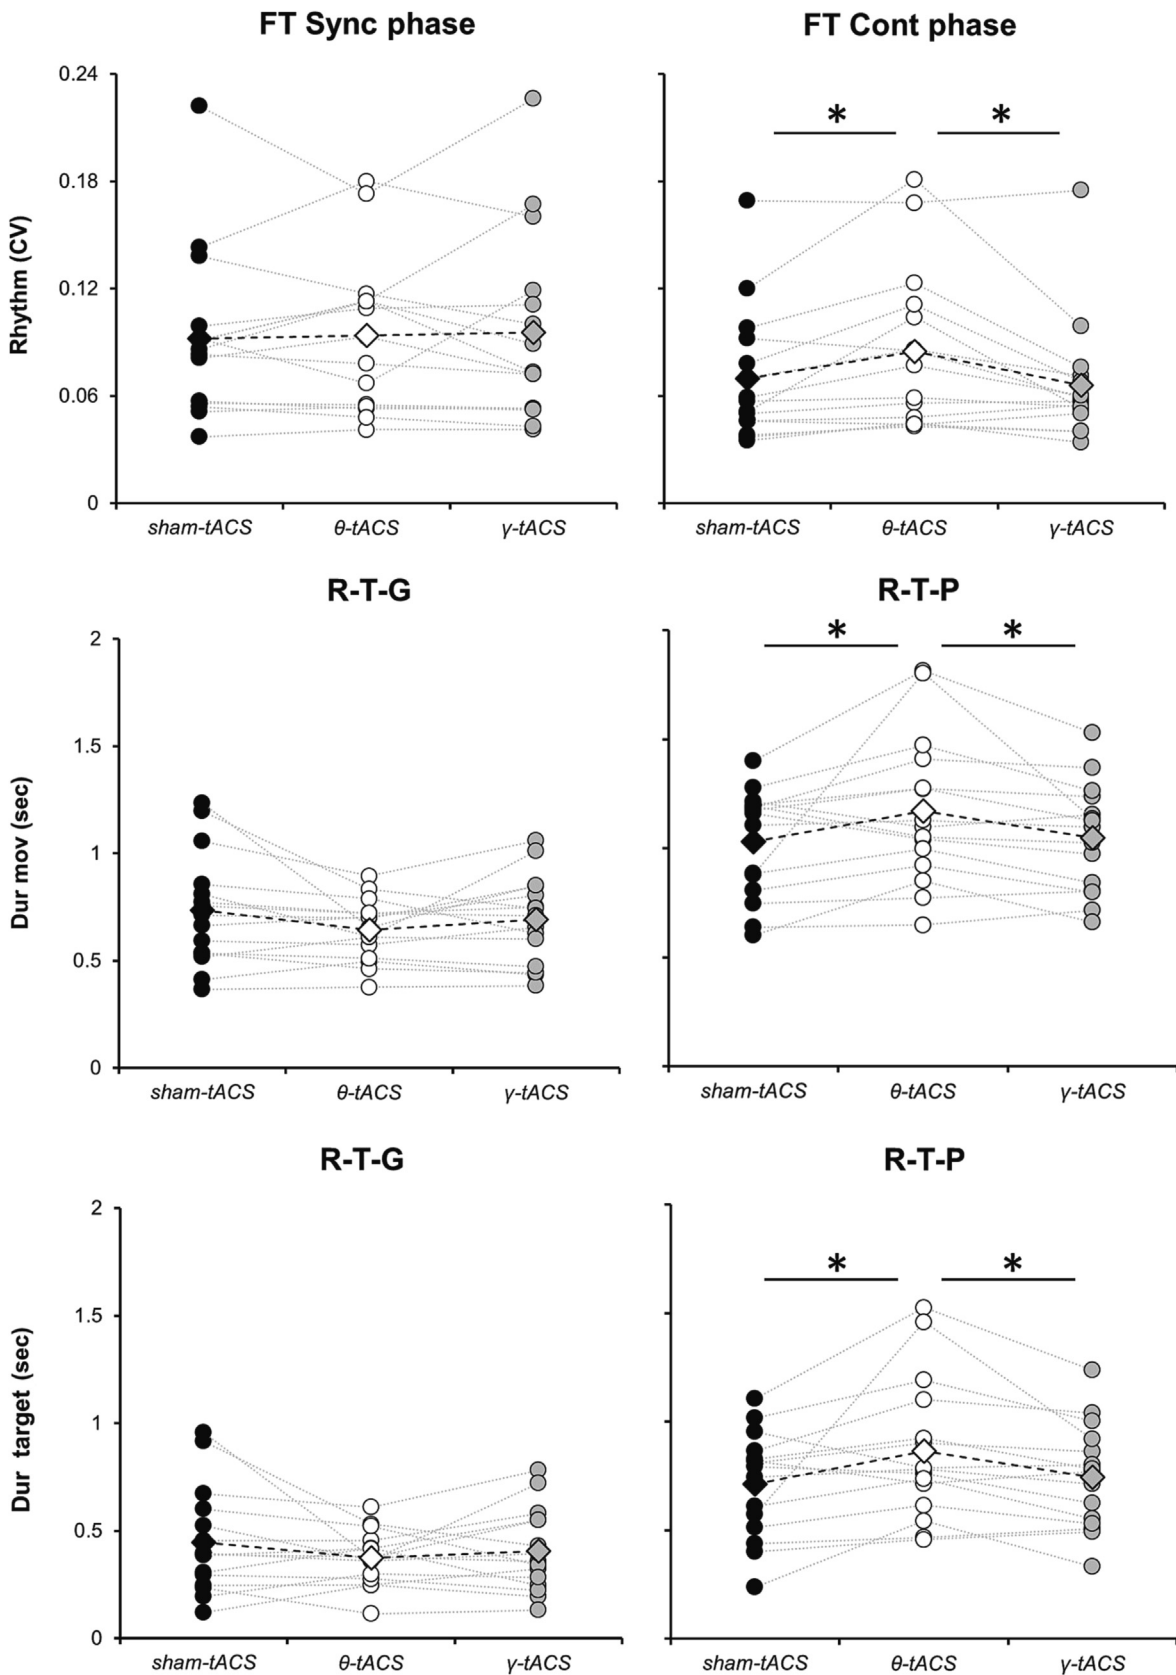 FT Sync phase
FT Cont phase
0.24
0.18
0.12
0.06
0
Rhythm (CV)
* *
sham-tACS θ-tACS γ-tACS
sham-tACS θ-tACS γ-tACS
R-T-G
R-T-P
2
1.5
1
0.5
0
Dur mov (sec)
* *
sham-tACS θ-tACS γ-tACS
sham-tACS θ-tACS γ-tACS
R-T-G
R-T-P
2
1.5
1
0.5
0
Dur target (sec)
* *
sham-tACS θ-tACS γ-tACS
sham-tACS θ-tACS γ-tACS